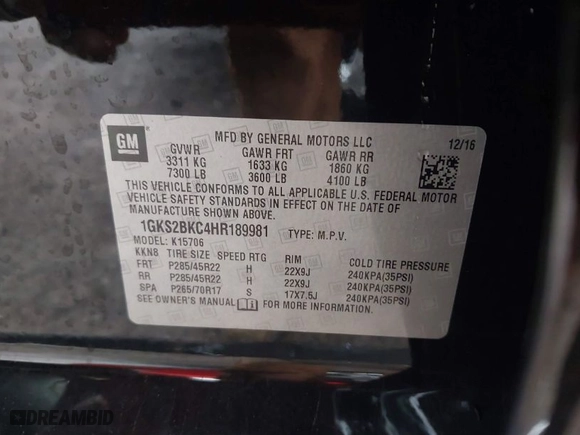 GM
MFD BY GENERAL MOTORS LLC
12/16
GVWR GAWR FRT GAWR RR
3311 KG 1633 KG 1860 KG
7300 LB 3600 LB 4100 LB
THIS VEHICLE CONFORMS TO ALL APPLICABLE U.S. FEDERAL MOTOR
VEHICLE SAFETY STANDARDS IN EFFECT ON THE DATE OF
MANUFACTURE SHOWN ABOVE.
1GKS2BKC4HR189981 TYPE: M.P.V.
MODEL: K15706
KKN8 TIRE SIZE SPEED RTG RIM COLD TIRE PRESSURE
FRT P285/45R22 H 22X9J 240KPA(35PSI)
RR P285/45R22 H 22X9J 240KPA(35PSI)
SPA P265/70R17 S 17X7.5J 240KPA(35PSI)
SEE OWNER'S MANUAL FOR MORE INFORMATION.
DREAMBID